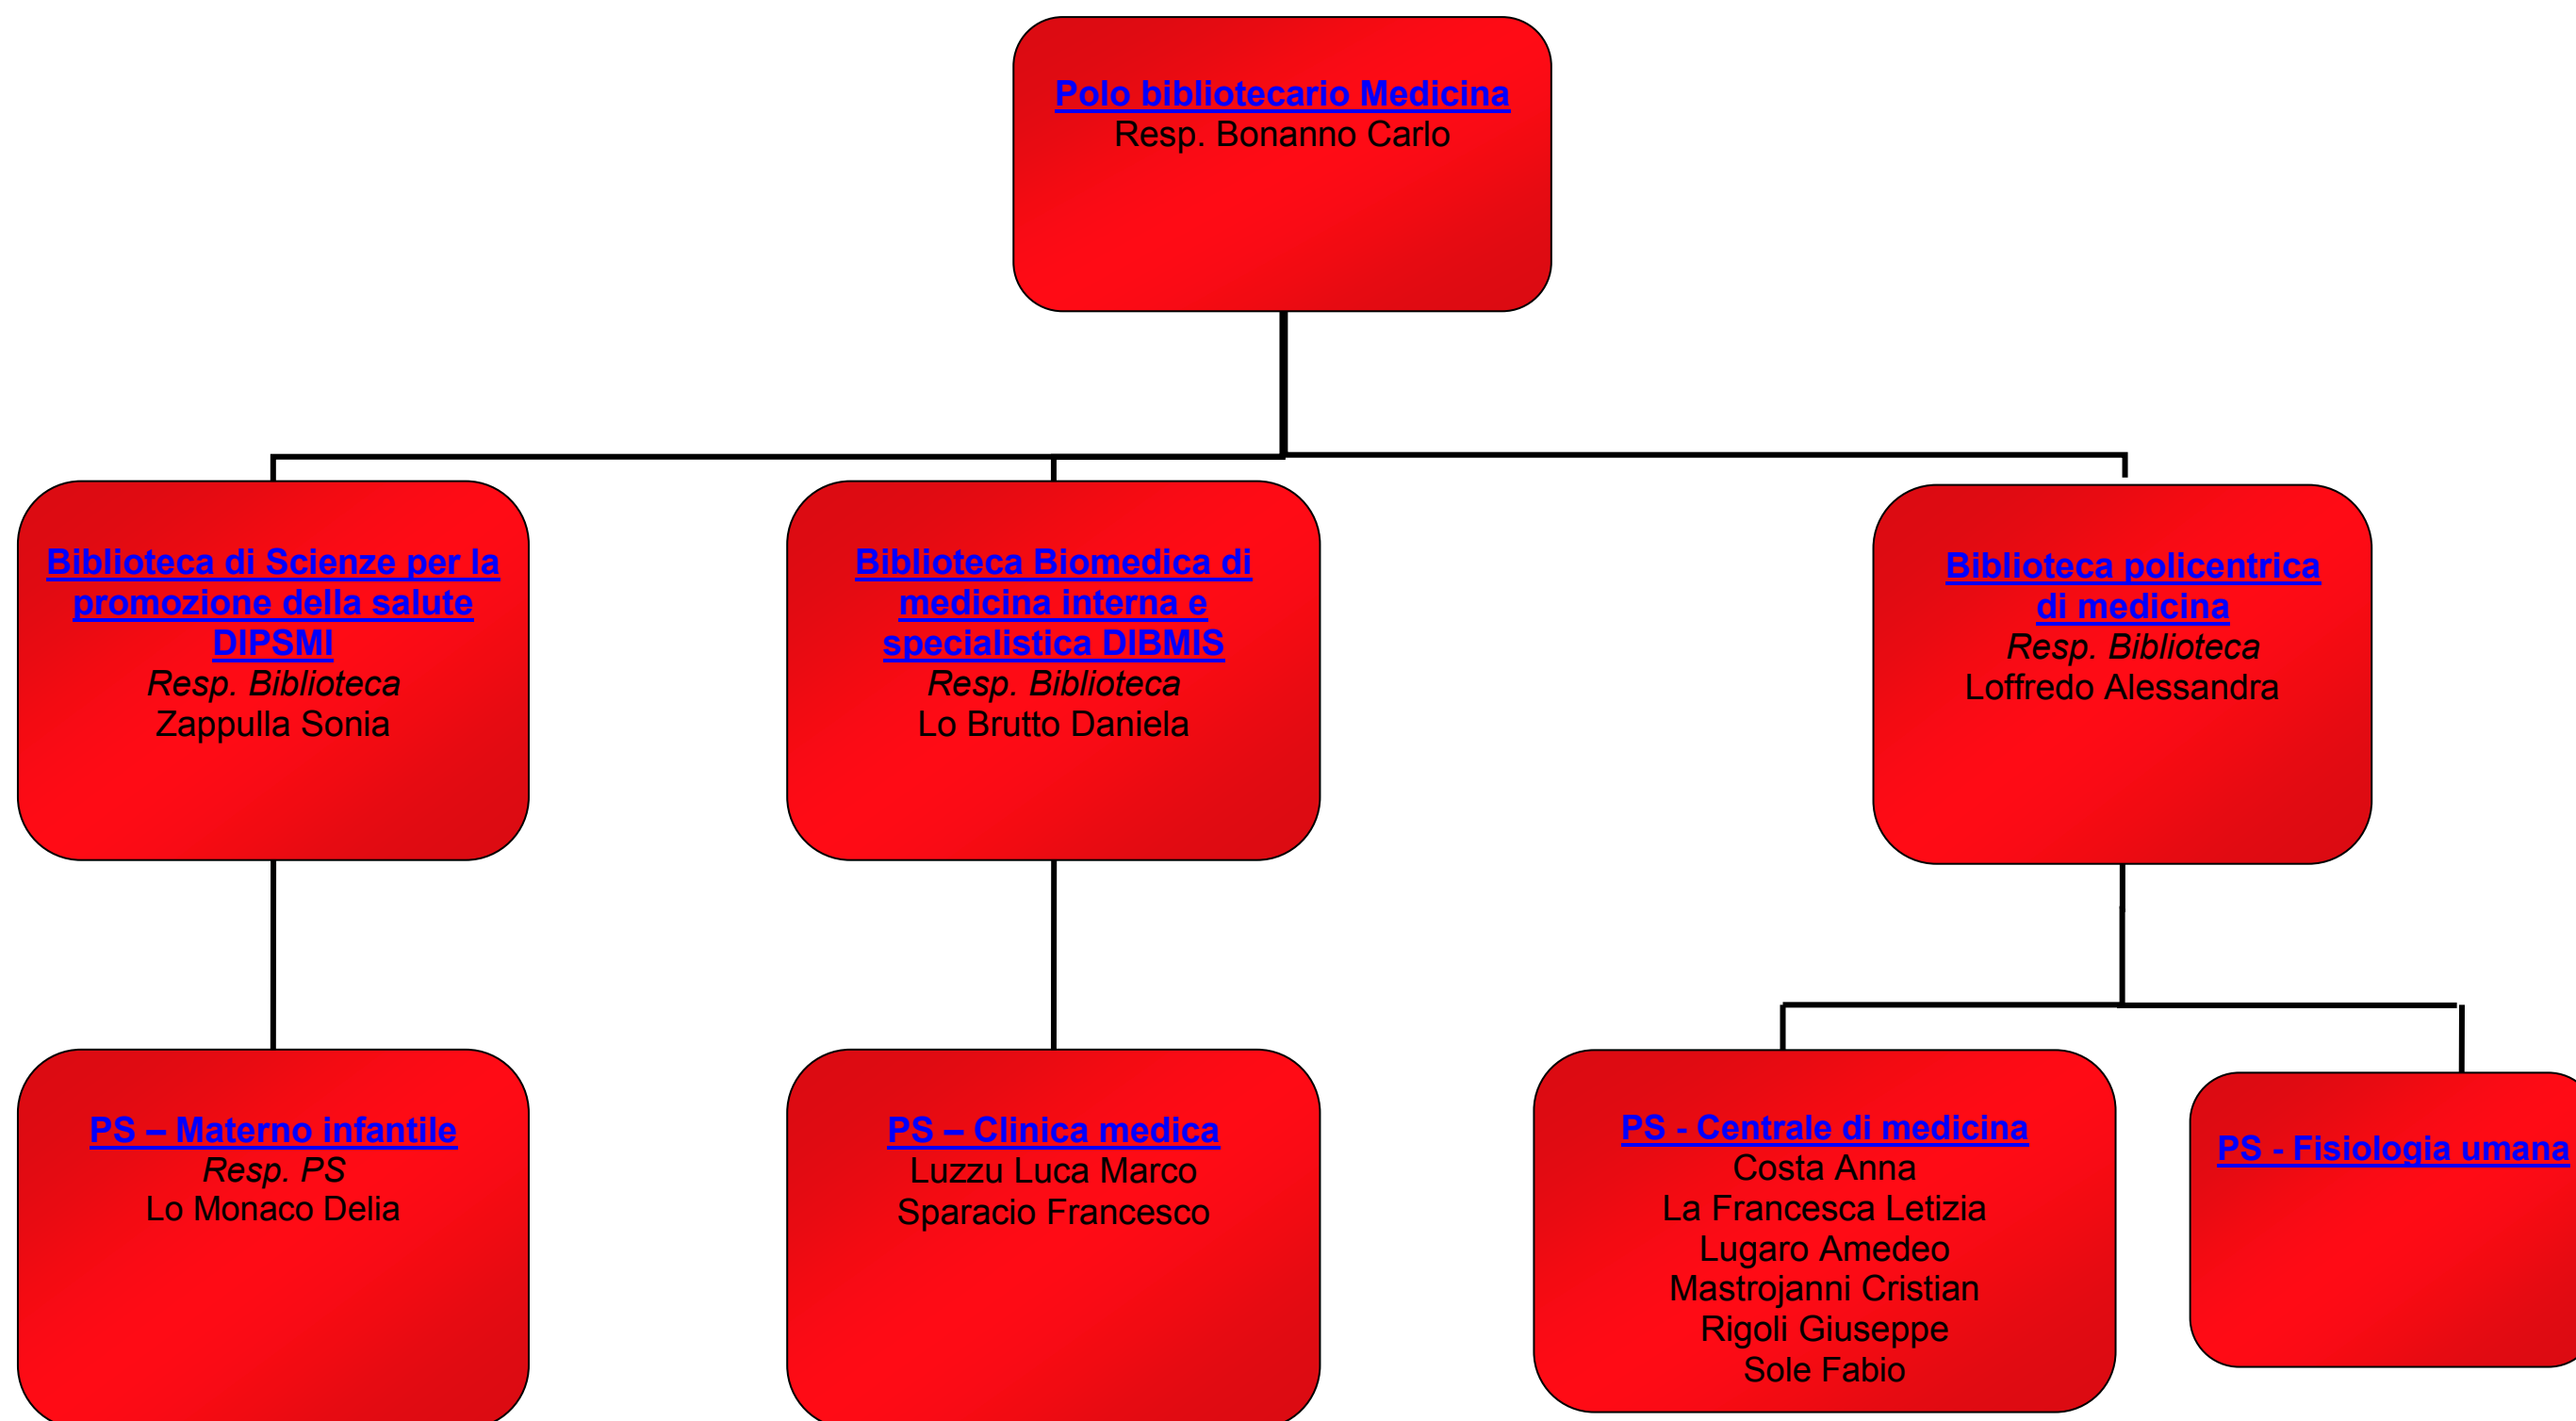 Polo bibliotecario Medicina
Resp. Bonanno Carlo
Biblioteca di Scienze per la
promozione della salute
DIPSMI
Resp. Biblioteca
Zappulla Sonia
Biblioteca Biomedica di
medicina interna e
specialistica DIBMIS
Resp. Biblioteca
Lo Brutto Daniela
Biblioteca policentrica
di medicina
Resp. Biblioteca
Loffredo Alessandra
PS – Materno infantile
Resp. PS
Lo Monaco Delia
PS – Clinica medica
Luzzu Luca Marco
Sparacio Francesco
PS - Centrale di medicina
Costa Anna
La Francesca Letizia
Lugaro Amedeo
Mastrojanni Cristian
Rigoli Giuseppe
Sole Fabio
PS - Fisiologia umana